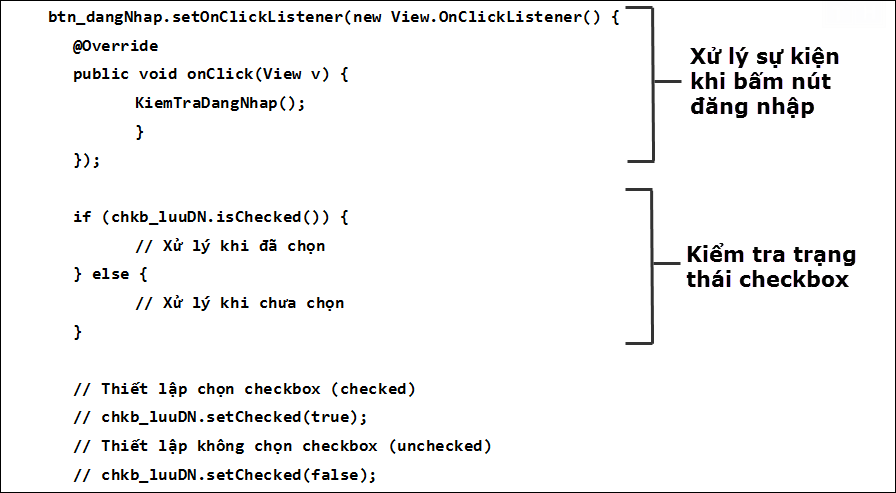 btn_dangNhap.setOnClickListener(new View.OnClickListener() {
@Override
public void onClick(View v) {
KiemTraDangNhap();
}
});
Xử lý sự kiện
khi bấm nút
đăng nhập
if (chkb_luuDN.isChecked()) {
// Xử lý khi đã chọn
} else {
// Xử lý khi chưa chọn
}
Kiểm tra trạng
thái checkbox
// Thiết lập chọn checkbox (checked)
// chkb_luuDN.setChecked(true);
// Thiết lập không chọn checkbox (unchecked)
// chkb_luuDN.setChecked(false);